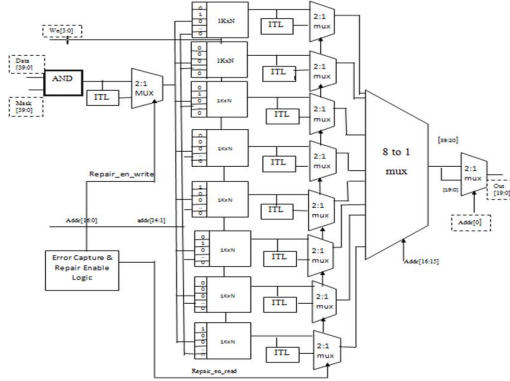 We[3:0]
Data
[39:0]
AND
Mask
[39:0]
ITL
2:1
MUX
Repair_en_write
Addr[16:0]
addr[14:1]
Error Capture &
Repair Enable
Logic
Repair_en_read
1KxN
ITL
2:1
mux
1KxN
ITL
2:1
mux
1KxN
ITL
2:1
mux
1KxN
ITL
2:1
mux
1KxN
ITL
2:1
mux
1KxN
ITL
2:1
mux
1KxN
ITL
2:1
mux
1KxN
ITL
2:1
mux
8 to 1
mux
Addr[16:15]
[39:20]
[19:0]
2:1
mux
Out
[19:0]
Addr[0]